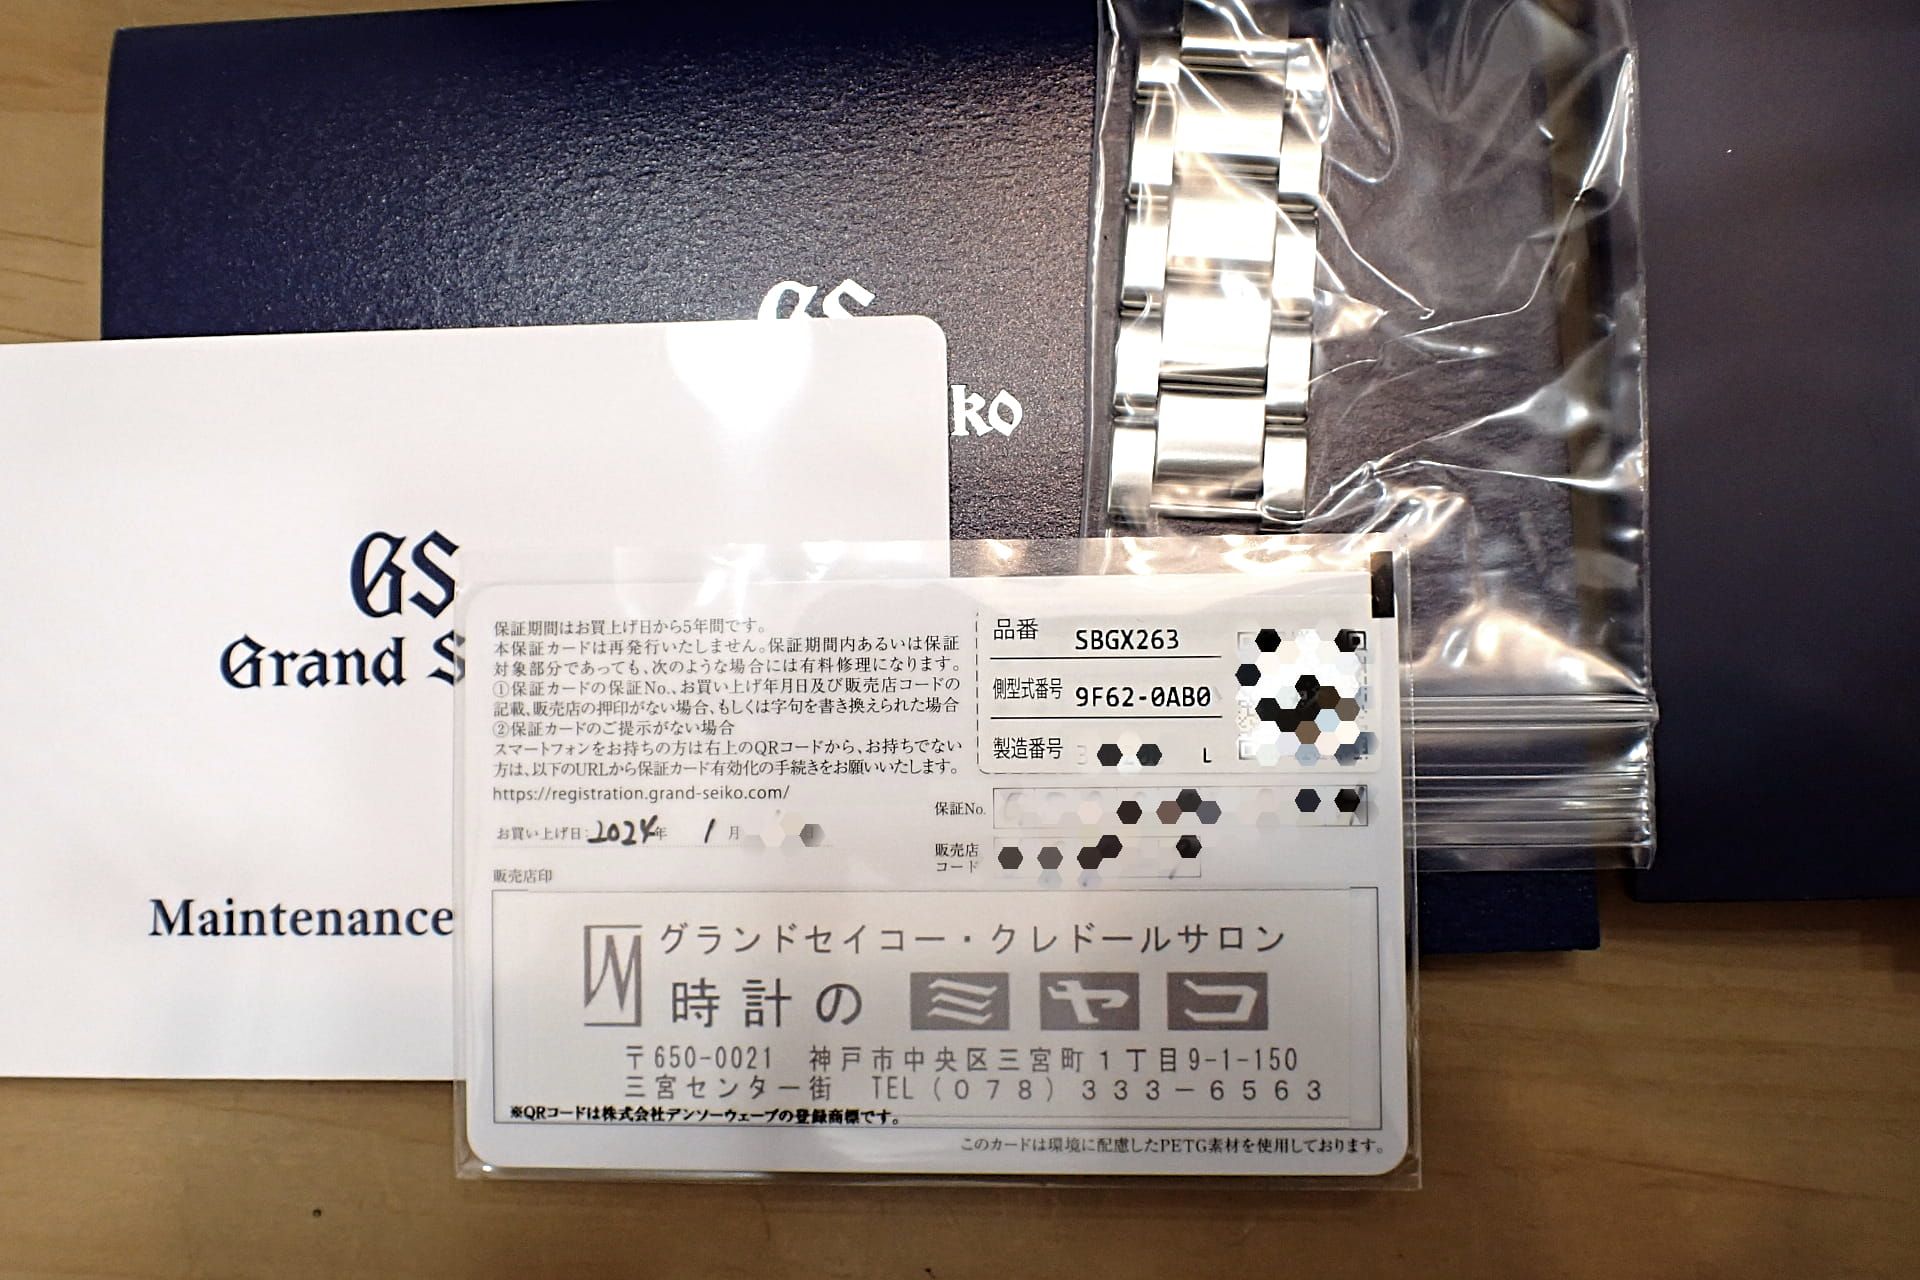 GS
ko
GS
Grand S
Maintenance
保証期間はお買上げ日から5年間です。
本保証カードは再発行いたしません。保証期間内あるいは保証
対象部分であっても、次のような場合には有料修理になります。
①保証カードの保証No.、お買い上げ年月日及び販売店コードの
記載、販売店の押印がない場合、もしくは字句を書き換えられた場合
②保証カードのご提示がない場合
スマートフォンをお持ちの方は右上のQRコードから、お持ちでない
方は、以下のURLから保証カード有効化の手続きをお願いいたします。
https://registration.grand-seiko.com/
お買い上げ日:2024年 1月 日
品番 SBGX263
側型式番号 9F62-0AB0
製造番号 L
保証No.
販売店
コード
販売店印
グランドセイコー・クレドールサロン
時計のミヤコ
〒650-0021 神戸市中央区三宮町1丁目9-1-150
三宮センター街 TEL(078)333-6563
※QRコードは株式会社デンソーウェーブの登録商標です。
このカードは環境に配慮したPETG素材を使用しております。